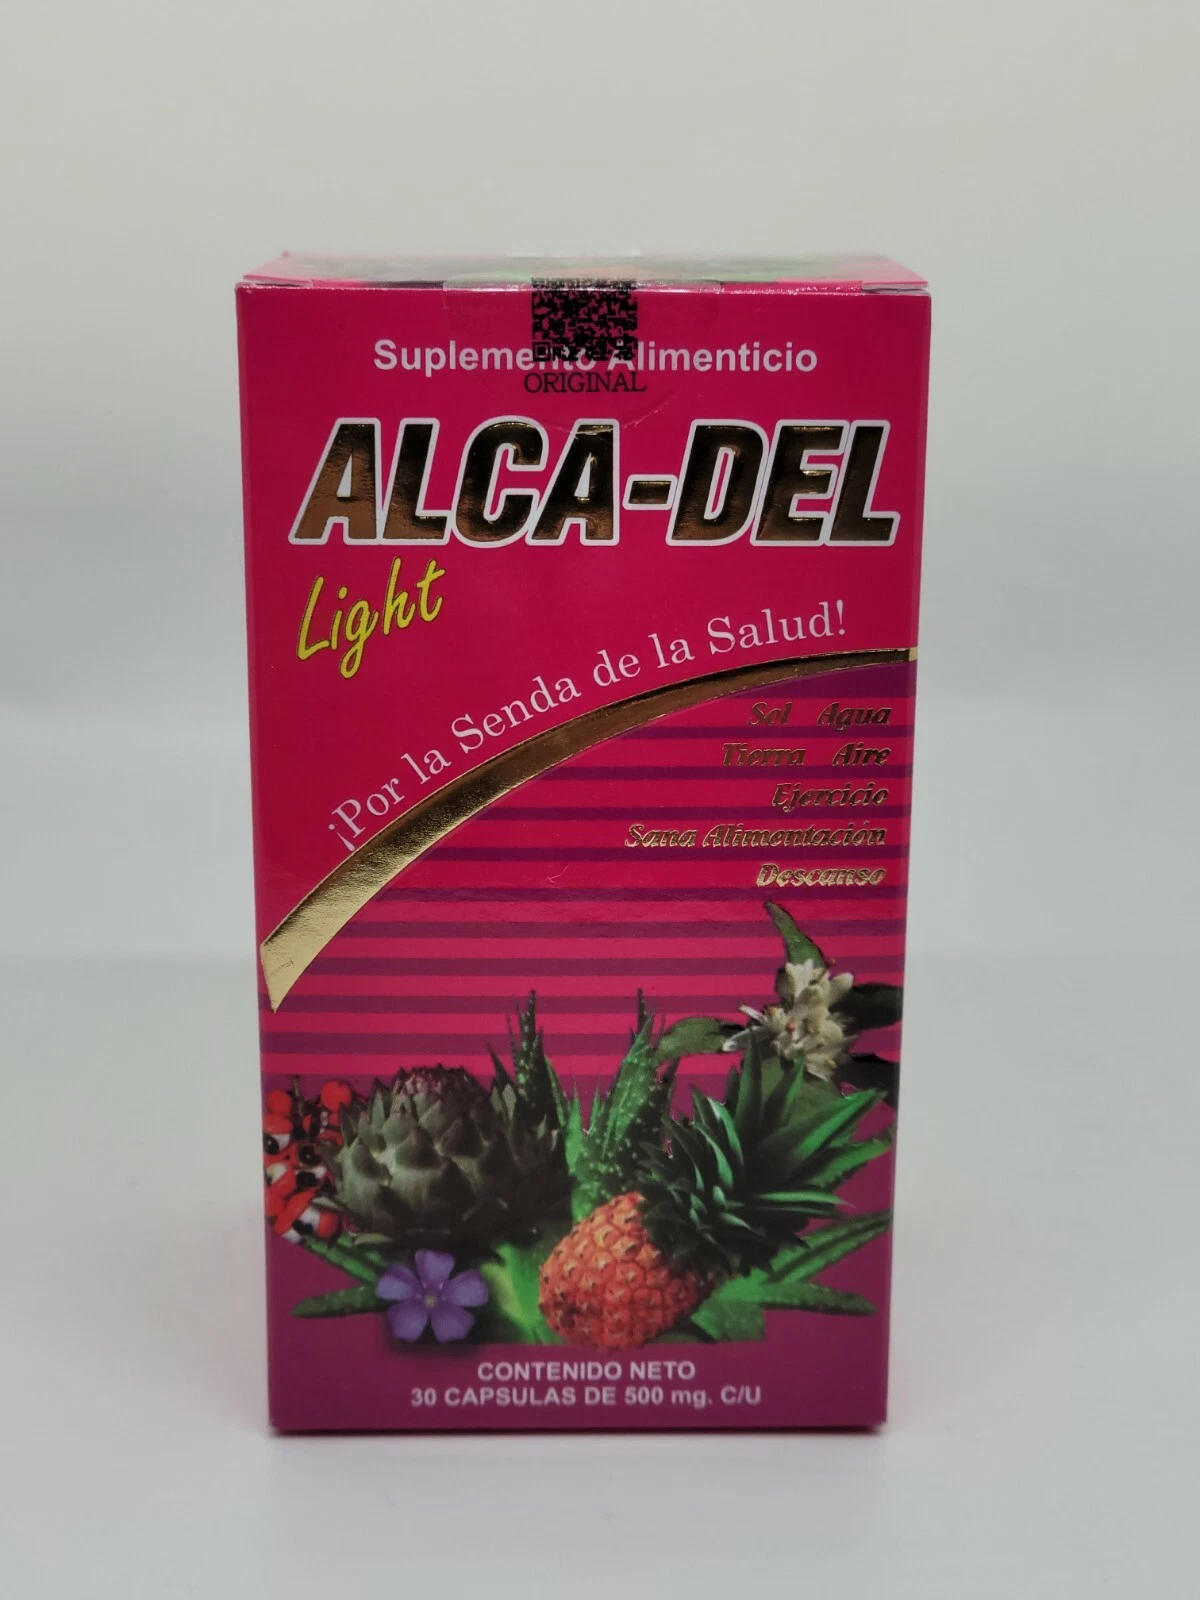 Suplemento Alimenticio
ORIGINAL
ALCA-DEL
Light
¡Por la Senda de la Salud!
Sol Agua
Tierra Aire
Ejercicio
Sana Alimentación
Descanso
CONTENIDO NETO
30 CAPSULAS DE 500 mg. C/U